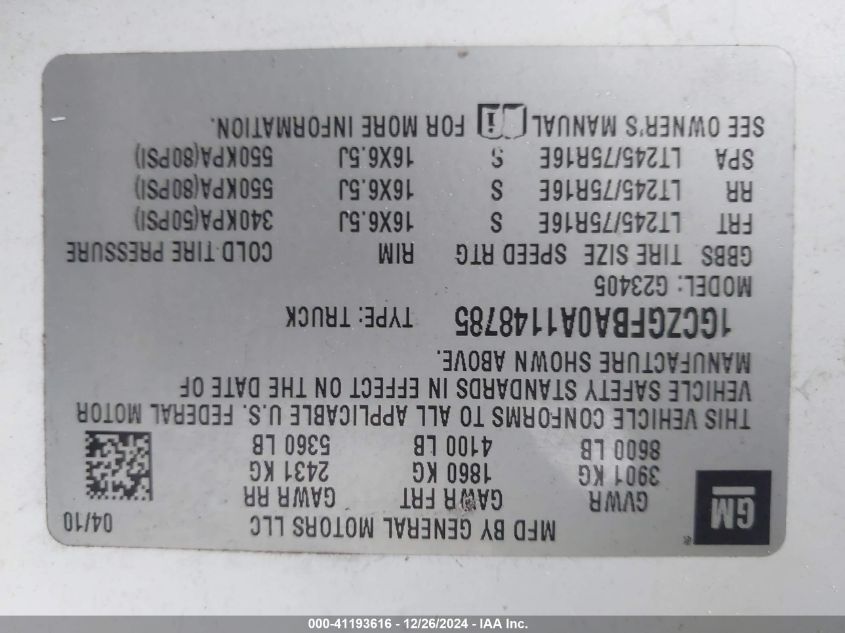 MFD BY GENERAL MOTORS LLC 04/10
GM
GVWR GAWR FRT GAWR RR
3901 KG 1860 KG 2431 KG
8600 LB 4100 LB 5360 LB
THIS VEHICLE CONFORMS TO ALL APPLICABLE U.S. FEDERAL MOTOR
VEHICLE SAFETY STANDARDS IN EFFECT ON THE DATE OF
MANUFACTURE SHOWN ABOVE.
1GCZGFBA0A1148785 TYPE: TRUCK
MODEL: G23405
GBBS TIRE SIZE SPEED RTG RIM COLD TIRE PRESSURE
FRT LT245/75R16E S 16X6.5J 340KPA(50PSI)
RR LT245/75R16E S 16X6.5J 550KPA(80PSI)
SPA LT245/75R16E S 16X6.5J 550KPA(80PSI)
SEE OWNER'S MANUAL i FOR MORE INFORMATION.
000-41193616 - 12/26/2024 - IAA Inc.